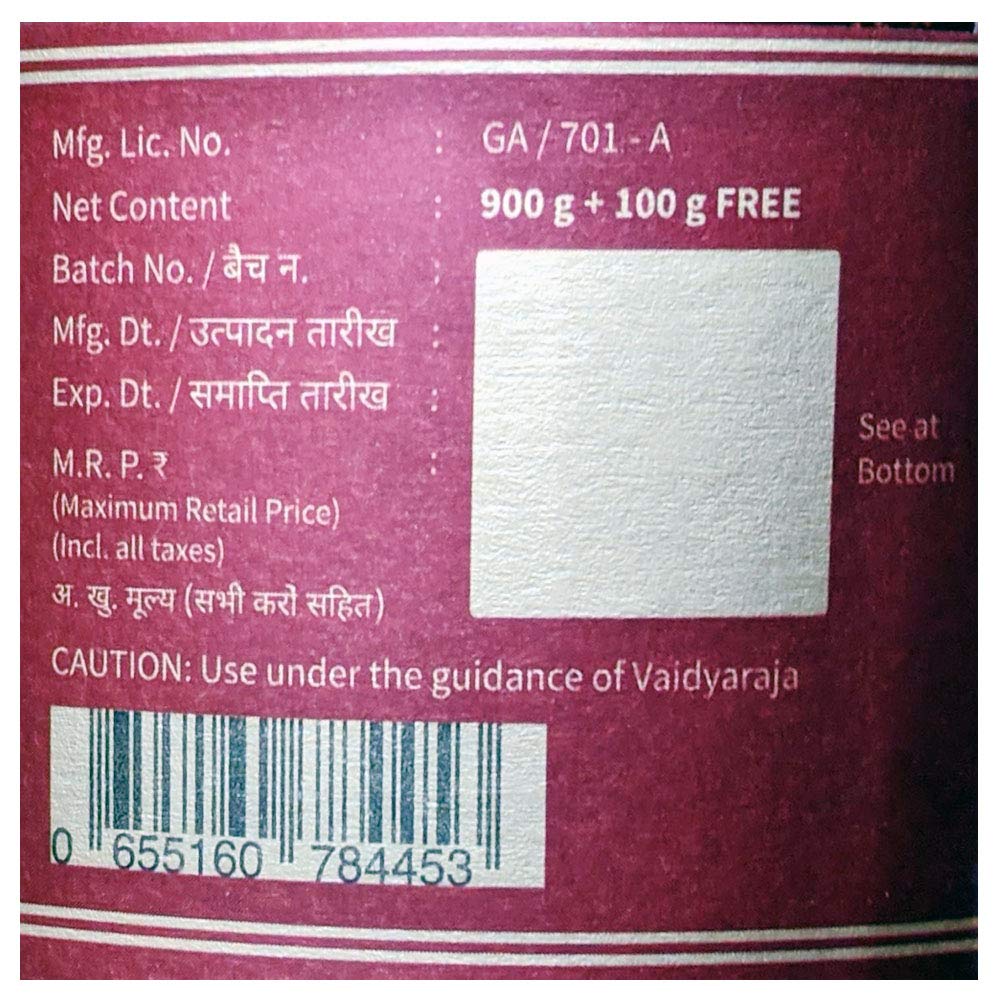 Mfg. Lic. No. : GA / 701 - A
Net Content : 900 g + 100 g FREE
Batch No. / बैच न. :
Mfg. Dt. / उत्पादन तारीख :
Exp. Dt. / समाप्ति तारीख :
See at
Bottom
M.R. P. ₹ :
(Maximum Retail Price)
(Incl. all taxes)
अ. खु. मूल्य (सभी करों सहित)
CAUTION: Use under the guidance of Vaidyaraja
0 655160 784453